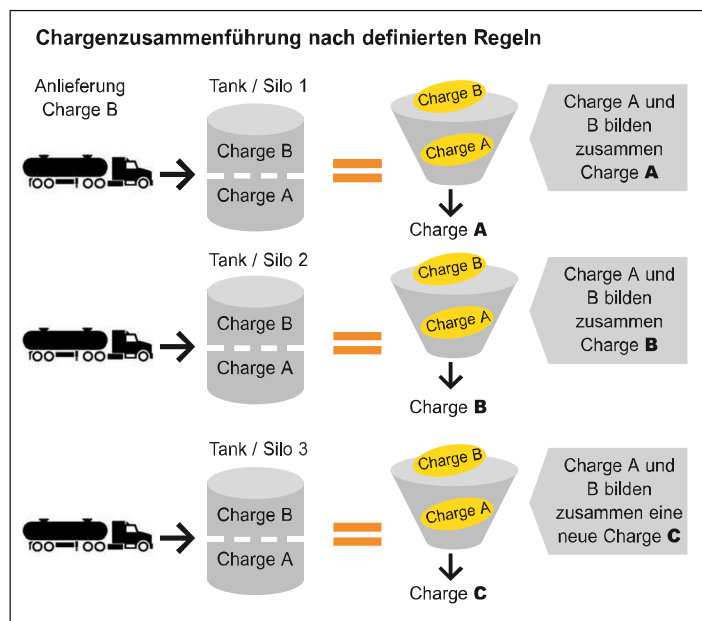 Chargenzusammenführung nach definierten Regeln
Anlieferung
Charge B
Tank / Silo 1
Charge B
Charge A
Charge B
Charge A
Charge A
Charge A und
B bilden
zusammen
Charge A
Tank / Silo 2
Charge B
Charge A
Charge B
Charge A
Charge B
Charge A und
B bilden
zusammen
Charge B
Tank / Silo 3
Charge B
Charge A
Charge B
Charge A
Charge C
Charge A und
B bilden
zusammen eine
neue Charge C